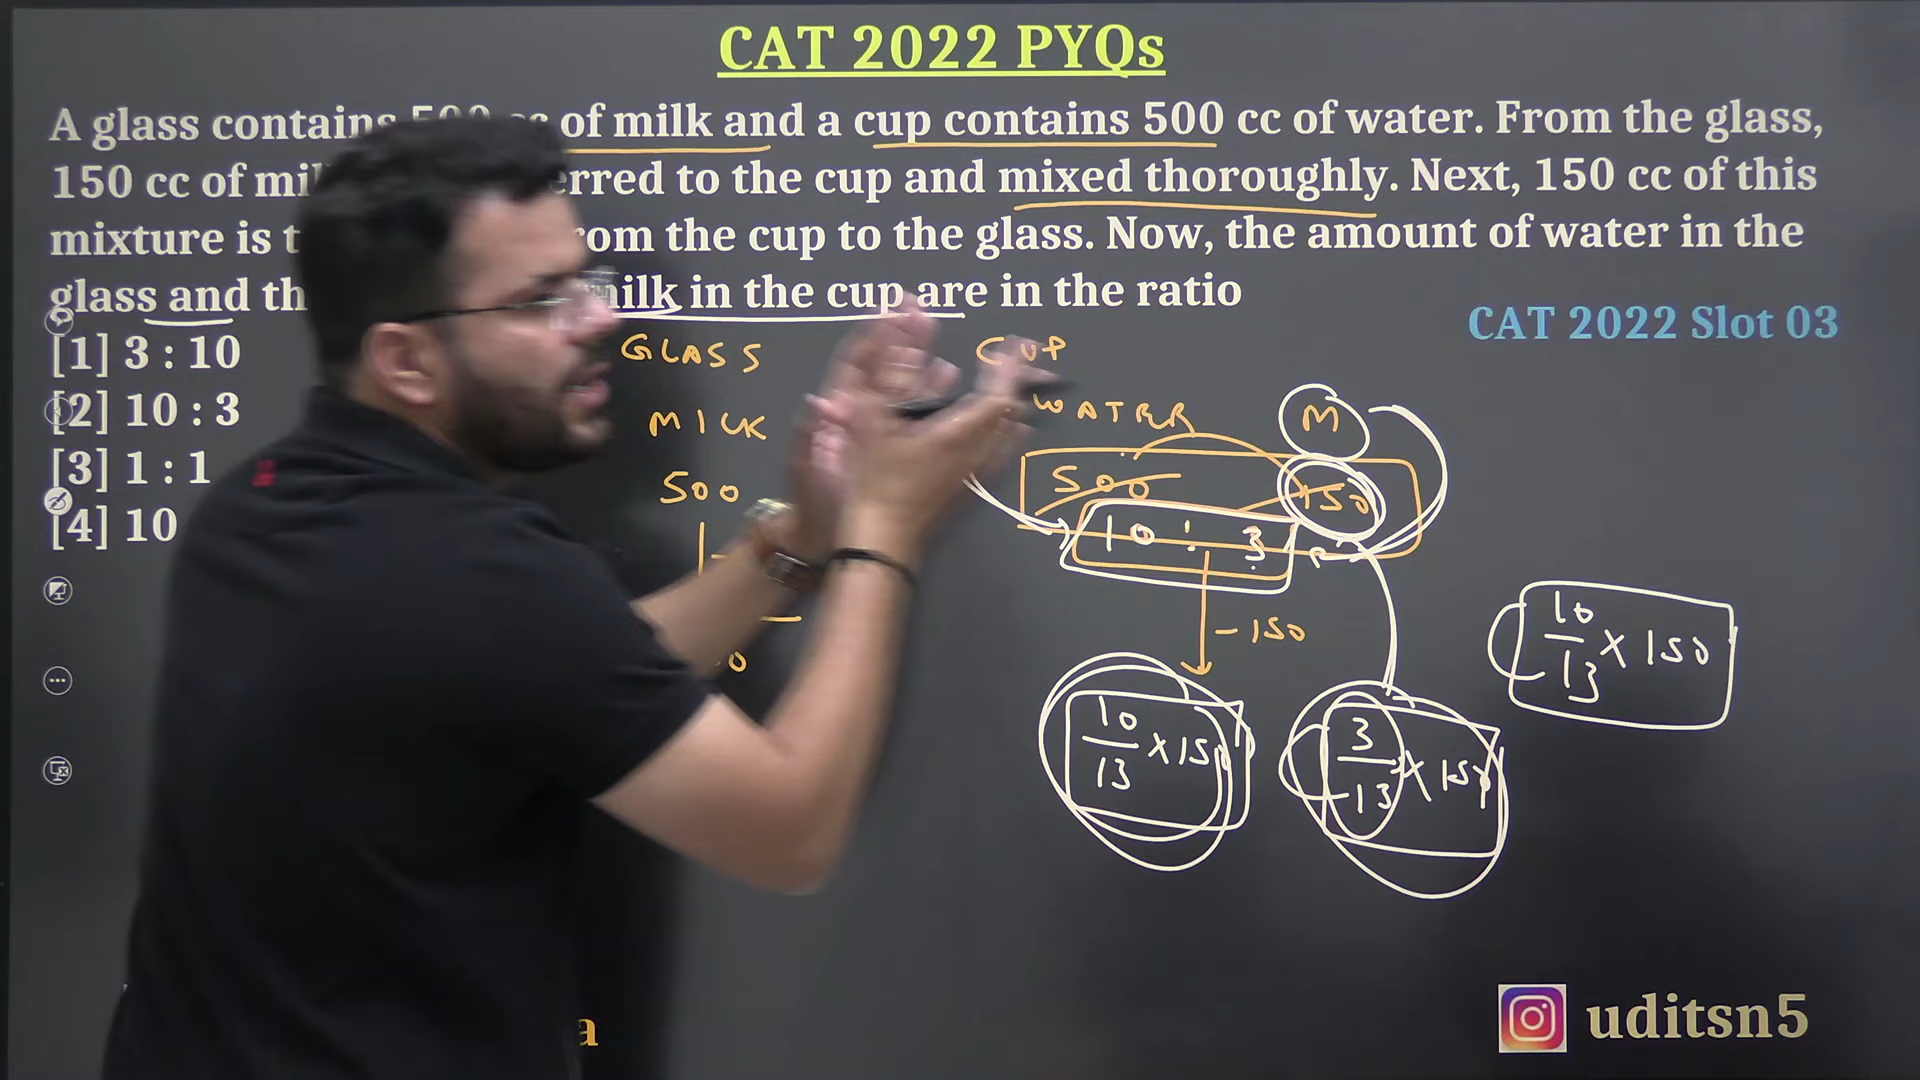 CAT 2022 PYQs
A glass contains 500 cc of milk and a cup contains 500 cc of water. From the glass,
150 cc of mil erred to the cup and mixed thoroughly. Next, 150 cc of this
mixture is t rom the cup to the glass. Now, the amount of water in the
glass and th milk in the cup are in the ratio
CAT 2022 Slot 03
[1] 3 : 10
[2] 10 : 3
[3] 1 : 1
[4] 10
GLASS CUP
MILK WATER M
500 500 150
10 : 3
-150
10/13 × 150
10/13 × 150 3/13 × 150
a
uditsn5